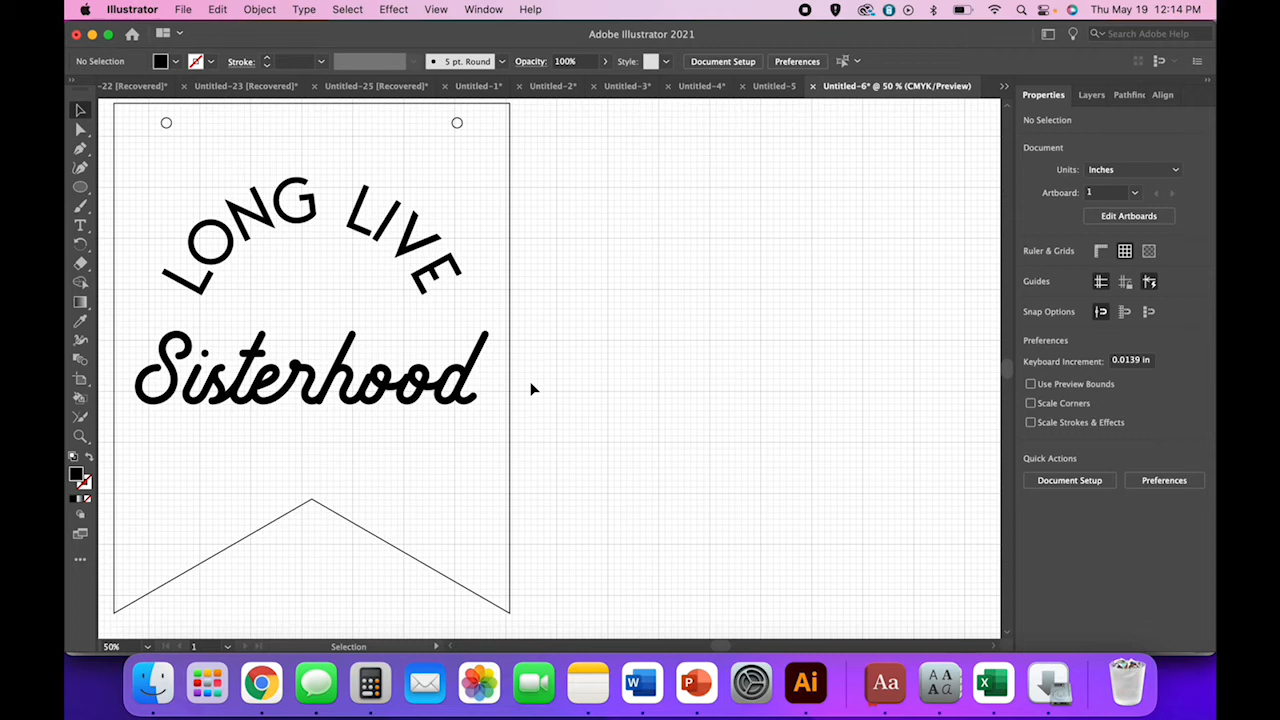 Illustrator File Edit Object Type Select Effect View Window Help Thu May 19 12:14 PM
Adobe Illustrator 2021 Search Adobe Help
No Selection Stroke: 5 pt. Round Opacity: 100% Style: Document Setup Preferences
-22 [Recovered]* × Untitled-23 [Recovered]* × Untitled-25 [Recovered]* × Untitled-1* × Untitled-2* × Untitled-3* × Untitled-4* × Untitled-5 × Untitled-6* @ 50 % (CMYK/Preview)
Properties Layers Pathfinc Align
No Selection
Document
Units: Inches
Artboard: 1
Edit Artboards
Ruler & Grids
Guides
Snap Options
Preferences
Keyboard Increment: 0.0139 in
Use Preview Bounds
Scale Corners
Scale Strokes & Effects
Quick Actions
Document Setup Preferences
LONG LIVE
Sisterhood
50% 1 Selection
W P Ai Aa AA
Aa X